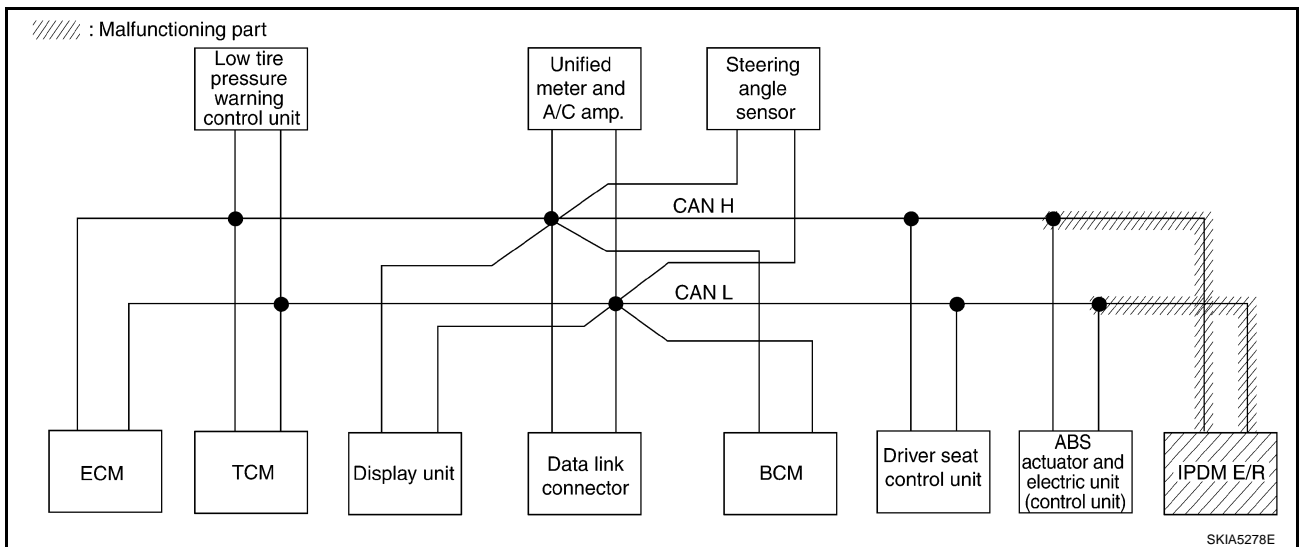 : Malfunctioning part
Low tire
pressure
warning
control unit
Unified
meter and
A/C amp.
Steering
angle
sensor
CAN H
CAN L
ECM
TCM
Display unit
Data link
connector
BCM
Driver seat
control unit
ABS
actuator and
electric unit
(control unit)
IPDM E/R
SKIA5278E